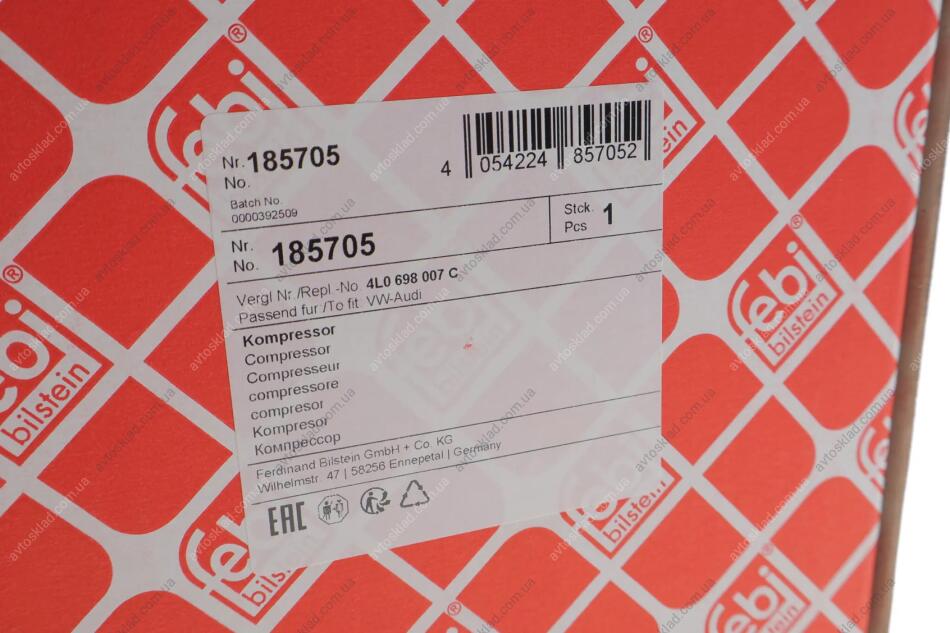 febi
bilstein
Nr.
No.
185705
Batch No.
0000392509
4 054224 857052
Nr.
No.
185705
Stck.
Pcs
1
Vergl Nr./Repl.-No. 4L0 698 007 C
Passend fur /To fit VW-Audi
Kompressor
Compressor
Compresseur
compressore
compresor
Kompresor
Компрессор
Ferdinand Bilstein GmbH + Co. KG
Wilhelmstr. 47 | 58256 Ennepetal | Germany
EAC
febi
bilstein
avtosklad.com.ua